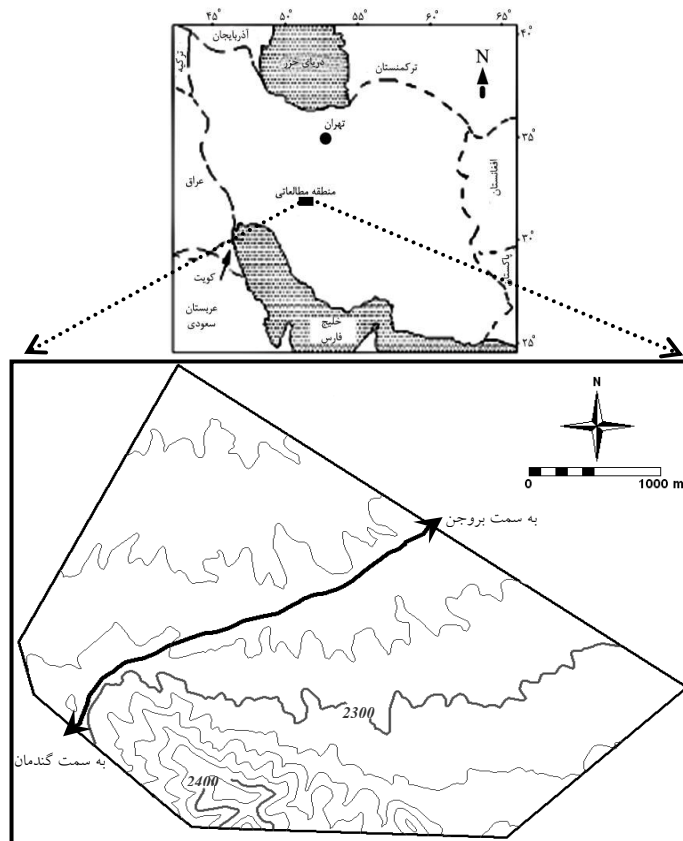 ۴۵° ۵۰° ۵۵° ۶۰° ۶۵°
۴۰°
آذربایجان
ترکیه
دریای خزر
ترکمنستان
N
تهران
۳۵°
افغانستان
عراق
منطقه مطالعاتی
۳۰°
پاکستان
کویت
عربستان
سعودی
خلیج
فارس
۲۵°
N
0 1000 m
به سمت بروجن
2300
به سمت گندمان
2400